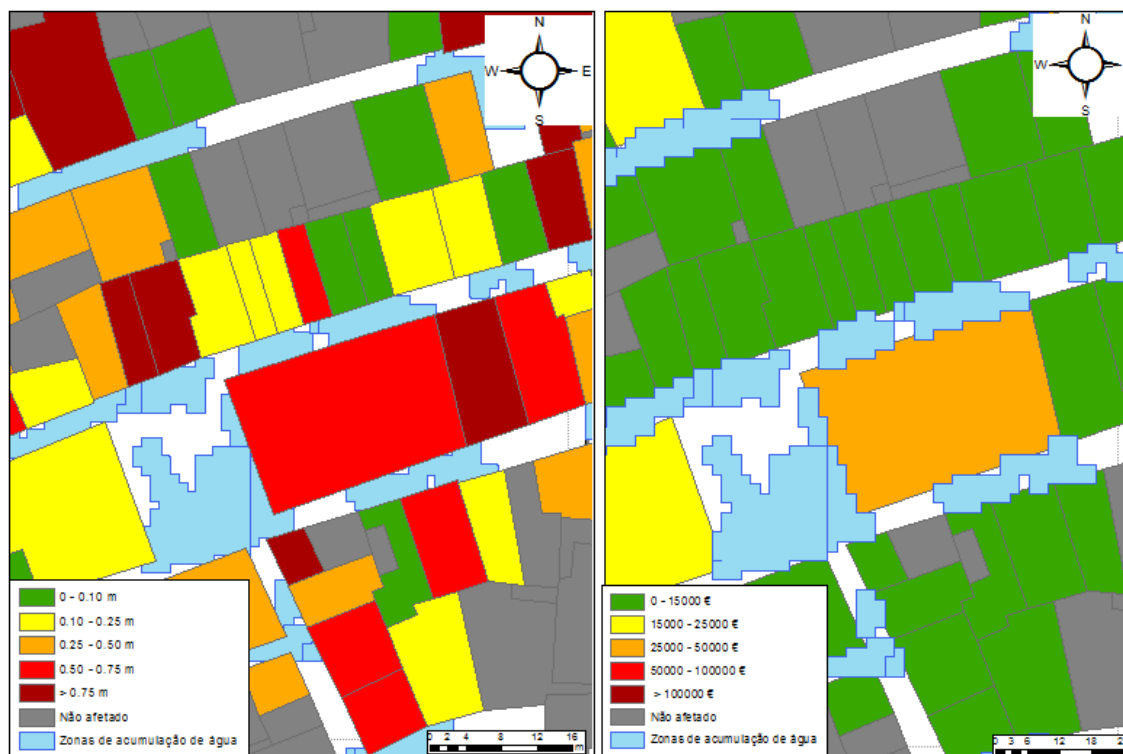 N
W E
S
0 - 0.10 m
0.10 - 0.25 m
0.25 - 0.50 m
0.50 - 0.75 m
> 0.75 m
Não afetado
Zonas de acumulação de água
0 2 4 8 12 16
m
N
W
S
0 - 15000 €
15000 - 25000 €
25000 - 50000 €
50000 - 100000 €
> 100000 €
Não afetado
Zonas de acumulação de água
0 3 6 12 18